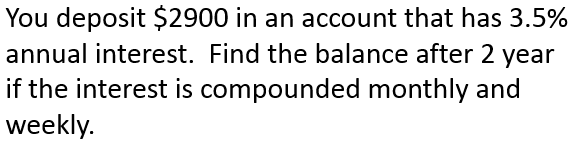 You deposit $2900 in an account that has 3.5%
annual interest.  Find the balance after 2 year
if the interest is compounded monthly and
weekly.